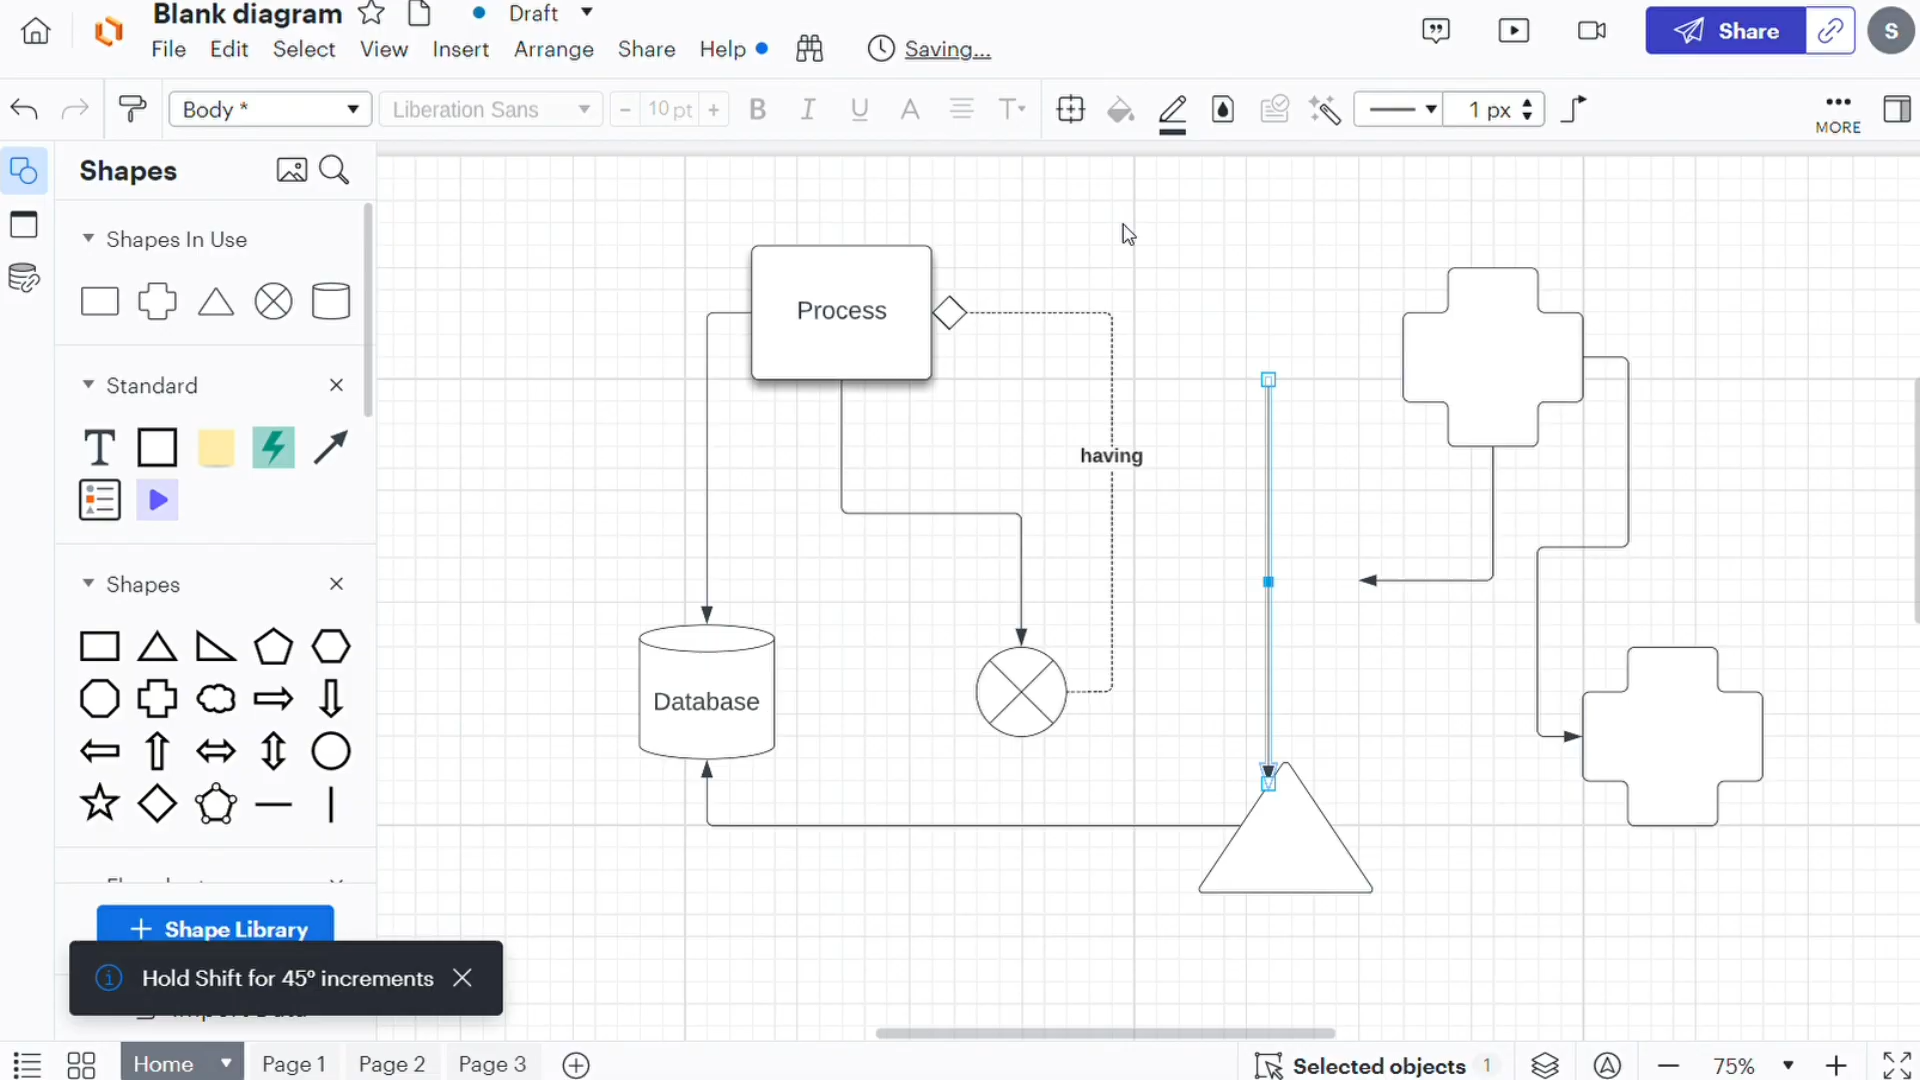 Blank diagram
Draft
File Edit Select View Insert Arrange Share Help
Saving...
Share
S
Body *
Liberation Sans
10 pt
B I U A T
1 px
MORE
Shapes
Shapes In Use
Standard
T
Shapes
+ Shape Library
Hold Shift for 45º increments
Process
having
Database
Home
Page 1
Page 2
Page 3
Selected objects 1
75%